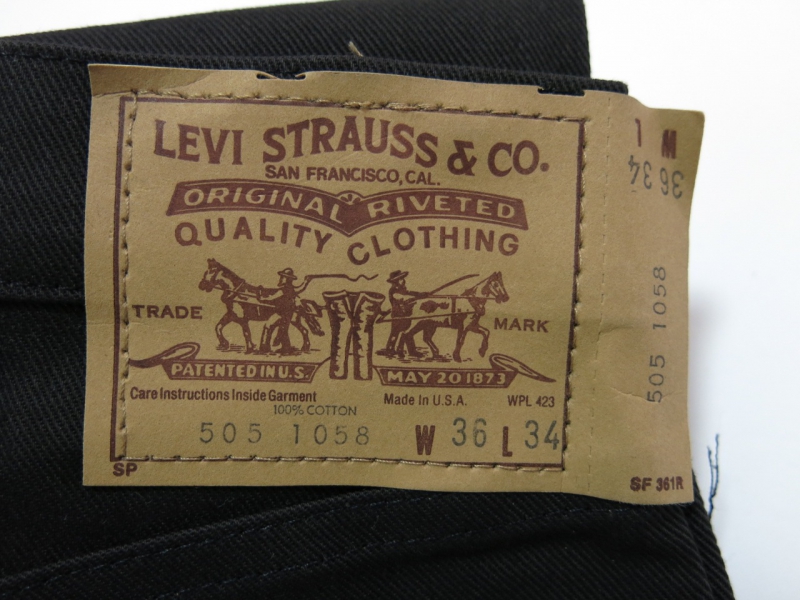 LEVI STRAUSS & CO.
SAN FRANCISCO, CAL.
ORIGINAL RIVETED
QUALITY CLOTHING
TRADE MARK
PATENTED IN U.S. MAY 20 1873
Care Instructions Inside Garment Made in U.S.A. WPL 423
100% COTTON
505 1058 W 36 L 34
SP
W L
36 34
505 1058
SF 361R